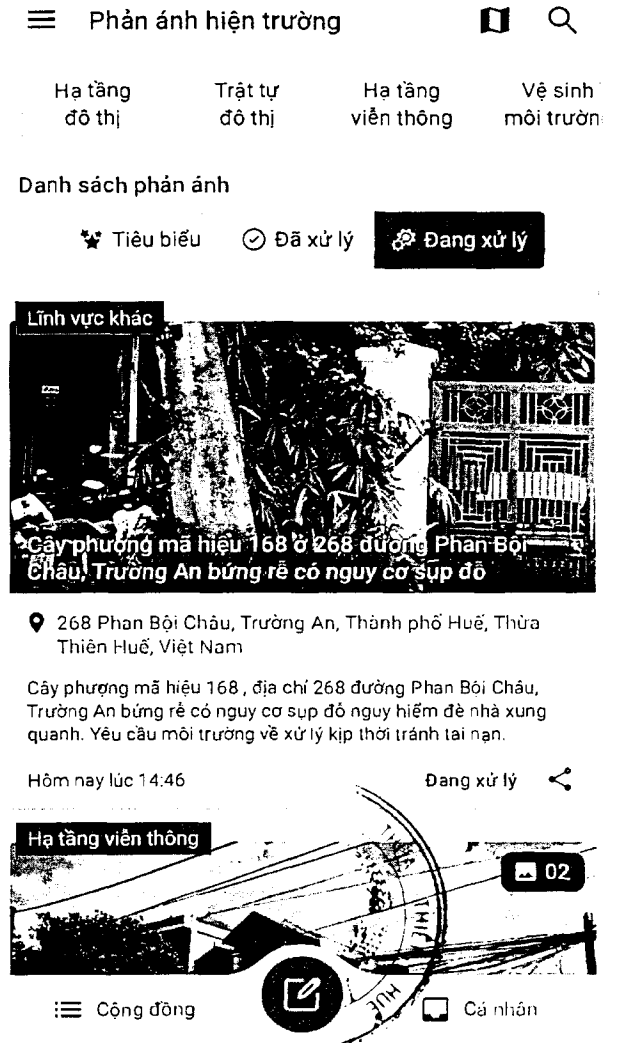 Phản ánh hiện trường
Hạ tầng
đô thị
Trật tự
đô thị
Hạ tầng
viễn thông
Vệ sinh
môi trườn
Danh sách phản ánh
Tiêu biểu
Đã xử lý
Đang xử lý
Lĩnh vực khác
Cây phượng mã hiệu 168 ở 268 đường Phan Bội
Châu, Trường An bứng rễ có nguy cơ sụp đổ
268 Phan Bội Châu, Trường An, Thành phố Huế, Thừa
Thiên Huế, Việt Nam
Cây phượng mã hiệu 168 , địa chỉ 268 đường Phan Bội Châu,
Trường An bứng rễ có nguy cơ sụp đổ nguy hiểm đè nhà xung
quanh. Yêu cầu môi trường về xử lý kịp thời tránh tai nạn.
Hôm nay lúc 14:46
Đang xử lý
Hạ tầng viễn thông
02
HUẾ
Cộng đồng
Cá nhân